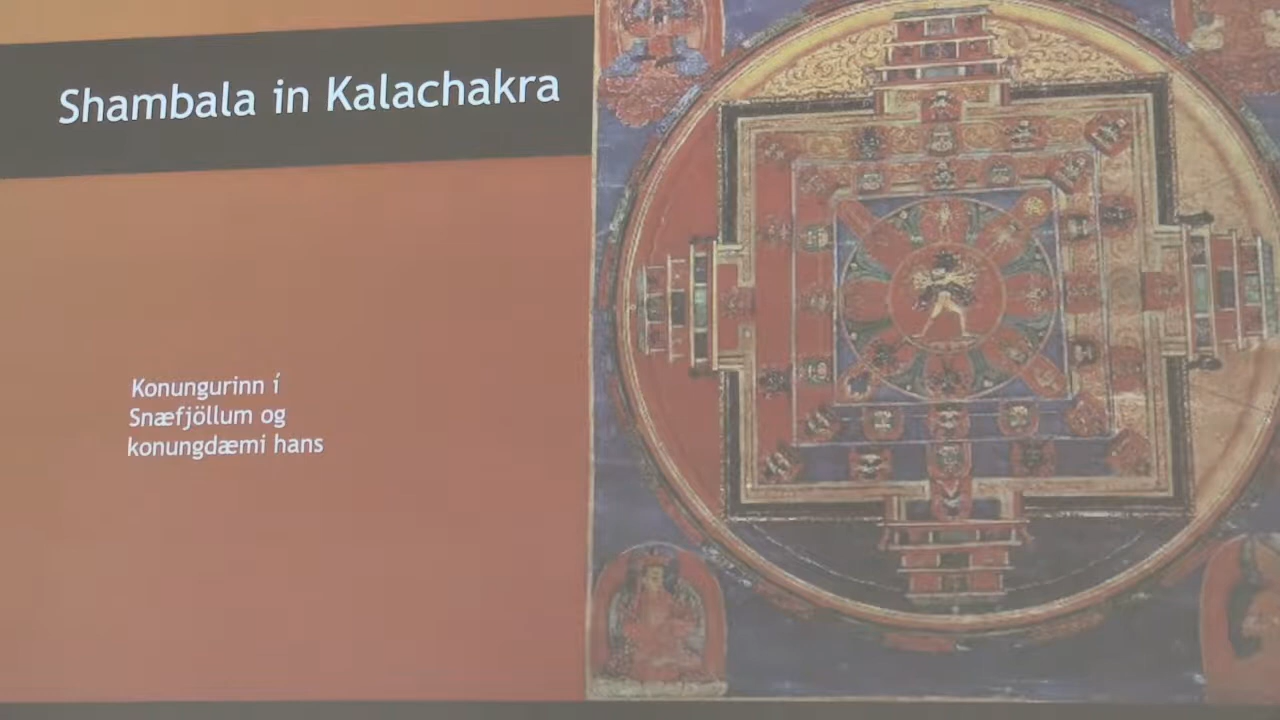 Shambala in Kalachakra
Konungurinn í
Snæfjöllum og
konungdæmi hans